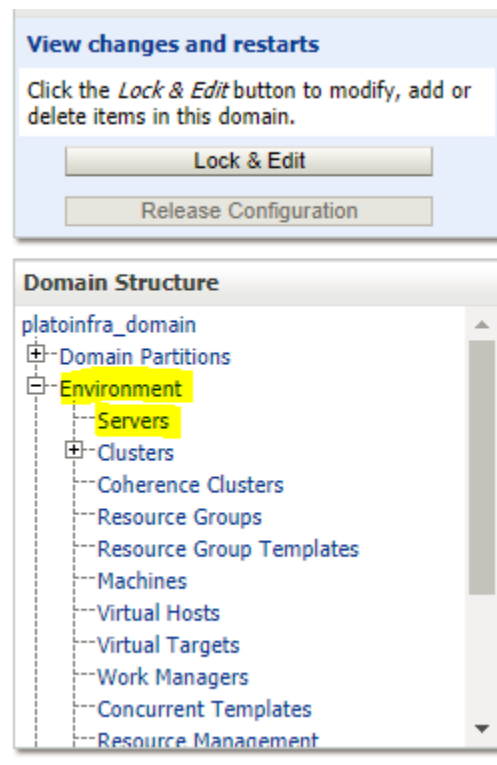 View changes and restarts
Click the Lock & Edit button to modify, add or
delete items in this domain.
Lock & Edit
Release Configuration
Domain Structure
platoinfra_domain
Domain Partitions
Environment
Servers
Clusters
Coherence Clusters
Resource Groups
Resource Group Templates
Machines
Virtual Hosts
Virtual Targets
Work Managers
Concurrent Templates
Resource Management